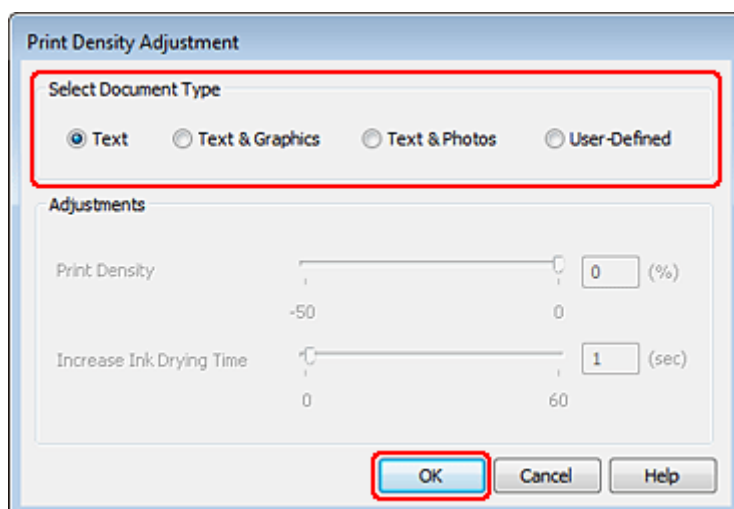 Print Density Adjustment
Select Document Type
Text Text & Graphics Text & Photos User-Defined
Adjustments
Print Density 0 (%)
-50 0
Increase Ink Drying Time 1 (sec)
0 60
OK Cancel Help